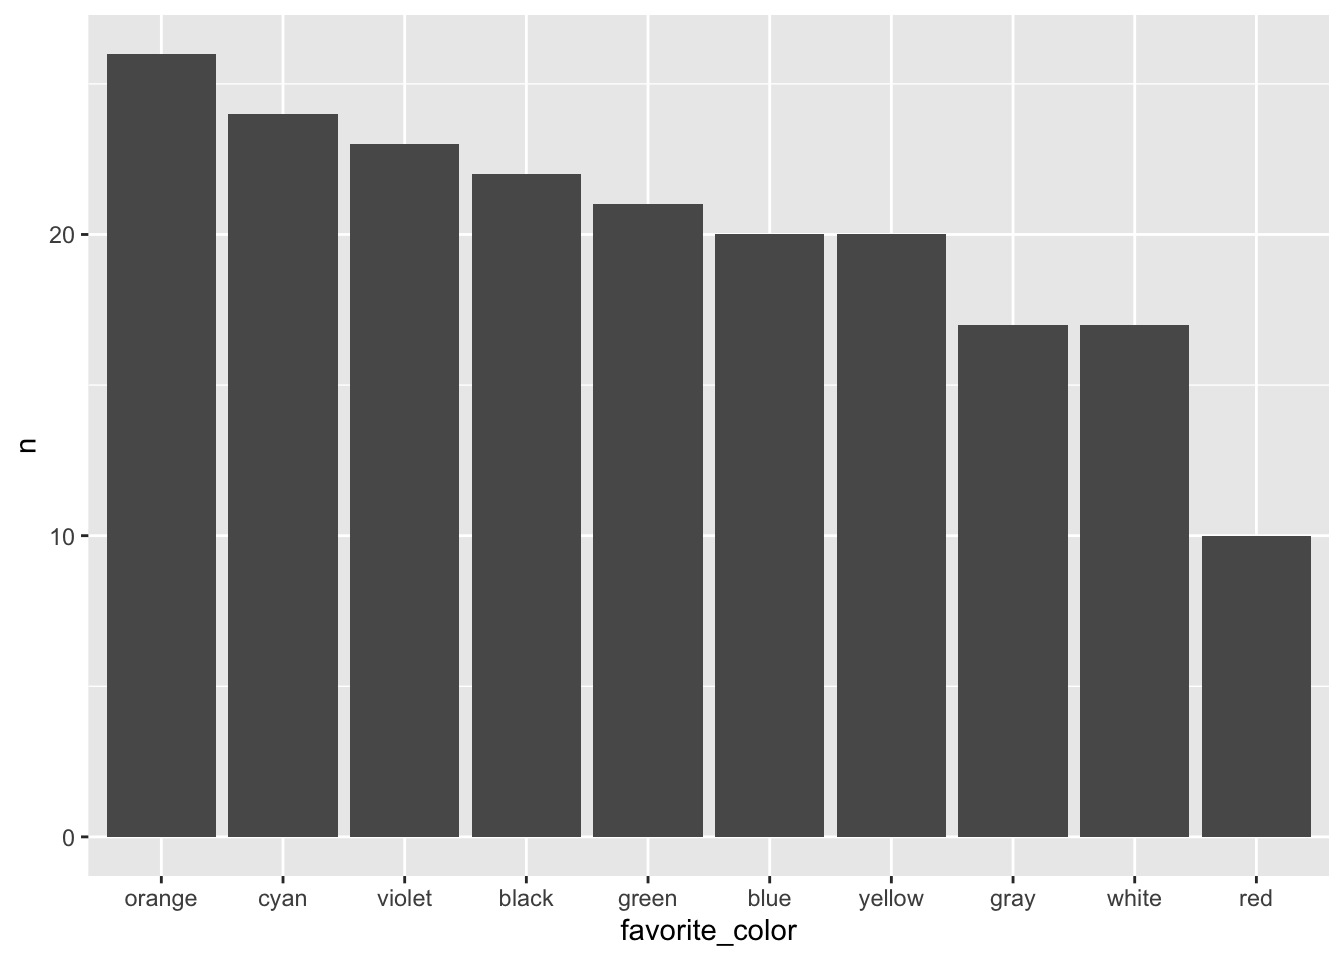 n
20
10
0
orange cyan violet black green blue yellow gray white red
favorite_color